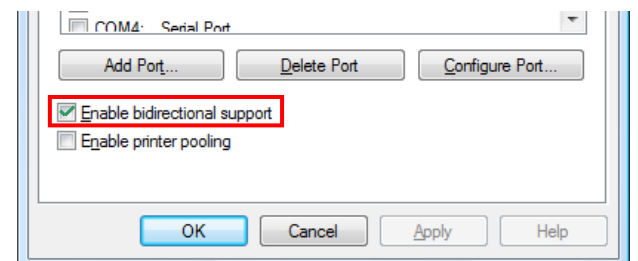 COM4: Serial Port
Add Port... Delete Port Configure Port...
Enable bidirectional support
Enable printer pooling
OK Cancel Apply Help